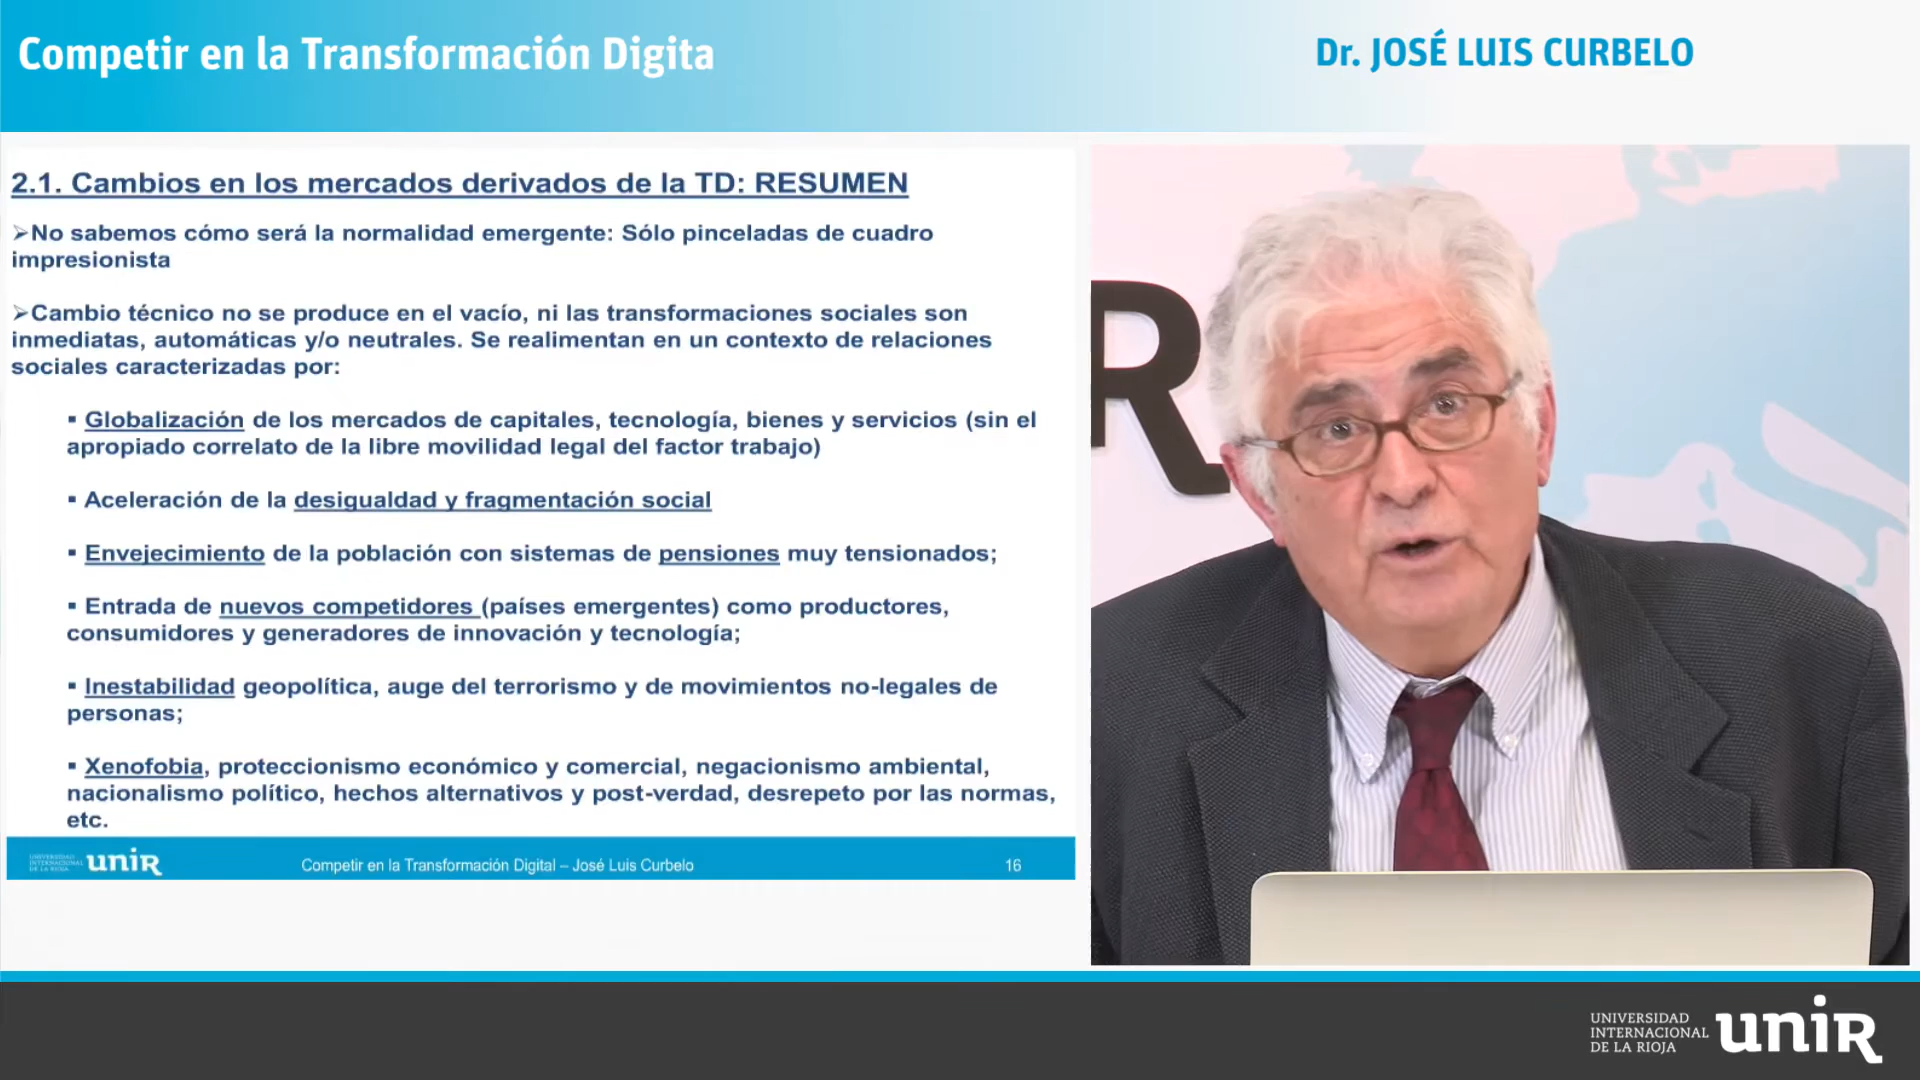 Competir en la Transformación Digita
Dr. JOSÉ LUIS CURBELO
2.1. Cambios en los mercados derivados de la TD: RESUMEN
➢No sabemos cómo será la normalidad emergente: Sólo pinceladas de cuadro
impresionista
➢Cambio técnico no se produce en el vacío, ni las transformaciones sociales son
inmediatas, automáticas y/o neutrales. Se realimentan en un contexto de relaciones
sociales caracterizadas por:
▪ Globalización de los mercados de capitales, tecnología, bienes y servicios (sin el
apropiado correlato de la libre movilidad legal del factor trabajo)
▪ Aceleración de la desigualdad y fragmentación social
▪ Envejecimiento de la población con sistemas de pensiones muy tensionados;
▪ Entrada de nuevos competidores (países emergentes) como productores,
consumidores y generadores de innovación y tecnología;
▪ Inestabilidad geopolítica, auge del terrorismo y de movimientos no-legales de
personas;
▪ Xenofobia, proteccionismo económico y comercial, negacionismo ambiental,
nacionalismo político, hechos alternativos y post-verdad, desrepeto por las normas,
etc.
UNIVERSIDAD
INTERNACIONAL
DE LA RIOJA
unir
Competir en la Transformación Digital – José Luis Curbelo
16
R
UNIVERSIDAD
INTERNACIONAL
DE LA RIOJA
unir